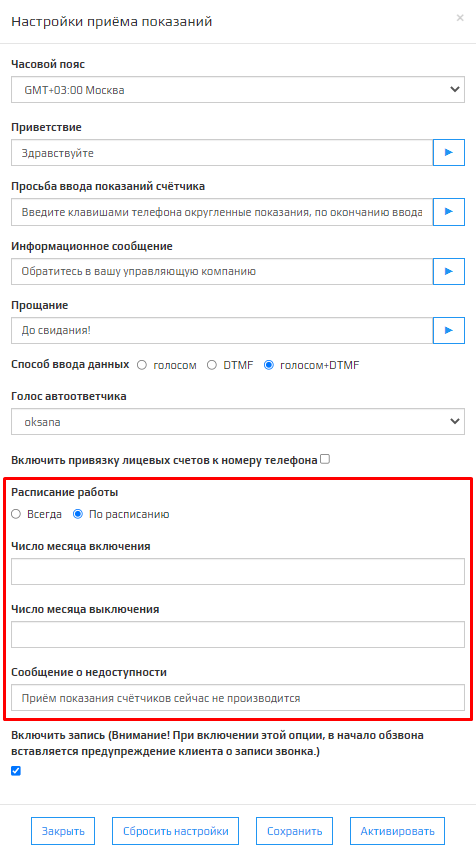 Настройки приёма показаний
×
Часовой пояс
GMT+03:00 Москва
Приветствие
Здравствуйте
Просьба ввода показаний счётчика
Введите клавишами телефона округленные показания, по окончанию ввода
Информационное сообщение
Обратитесь в вашу управляющую компанию
Прощание
До свидания!
Способ ввода данных голосом DTMF голосом+DTMF
Голос автоответчика
oksana
Включить привязку лицевых счетов к номеру телефона
Расписание работы
Всегда По расписанию
Число месяца включения
Число месяца выключения
Сообщение о недоступности
Приём показания счётчиков сейчас не производится
Включить запись (Внимание! При включении этой опции, в начало обзвона
вставляется предупреждение клиента о записи звонка.)
Закрыть Сбросить настройки Сохранить Активировать